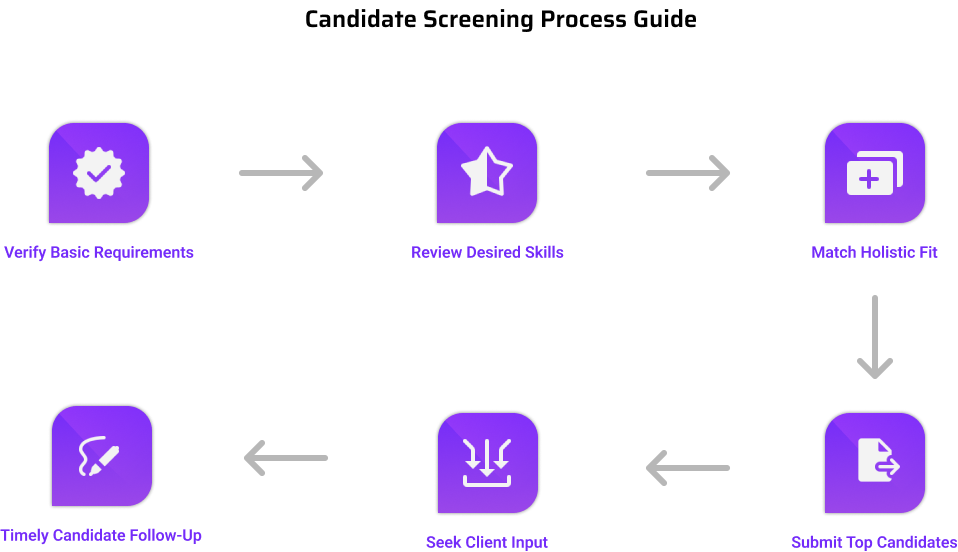 Candidate Screening Process Guide
Verify Basic Requirements
Review Desired Skills
Match Holistic Fit
Submit Top Candidates
Seek Client Input
Timely Candidate Follow-Up